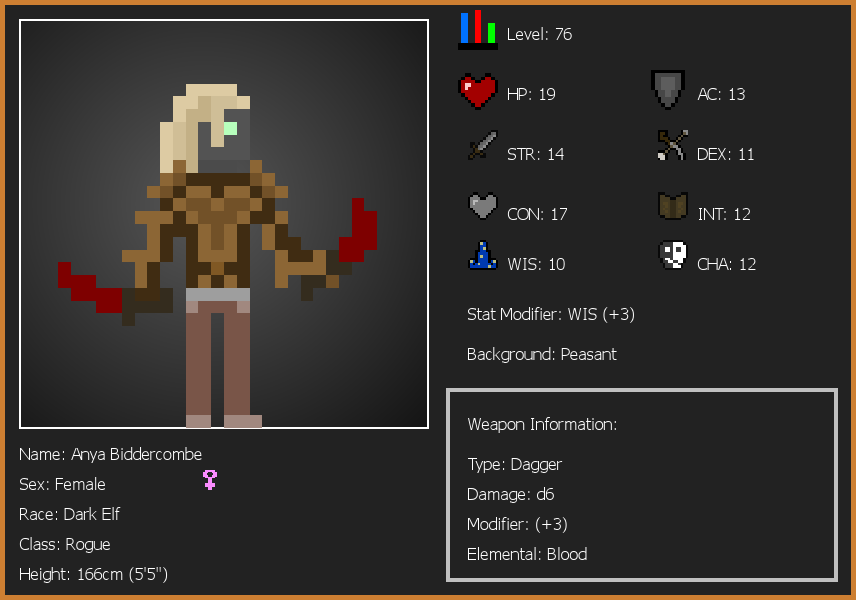 Level: 76
HP: 19
AC: 13
STR: 14
DEX: 11
CON: 17
INT: 12
WIS: 10
CHA: 12
Stat Modifier: WIS (+3)
Background: Peasant
Weapon Information:
Type: Dagger
Damage: d6
Modifier: (+3)
Elemental: Blood
Name: Anya Biddercombe
Sex: Female
Race: Dark Elf
Class: Rogue
Height: 166cm (5'5")